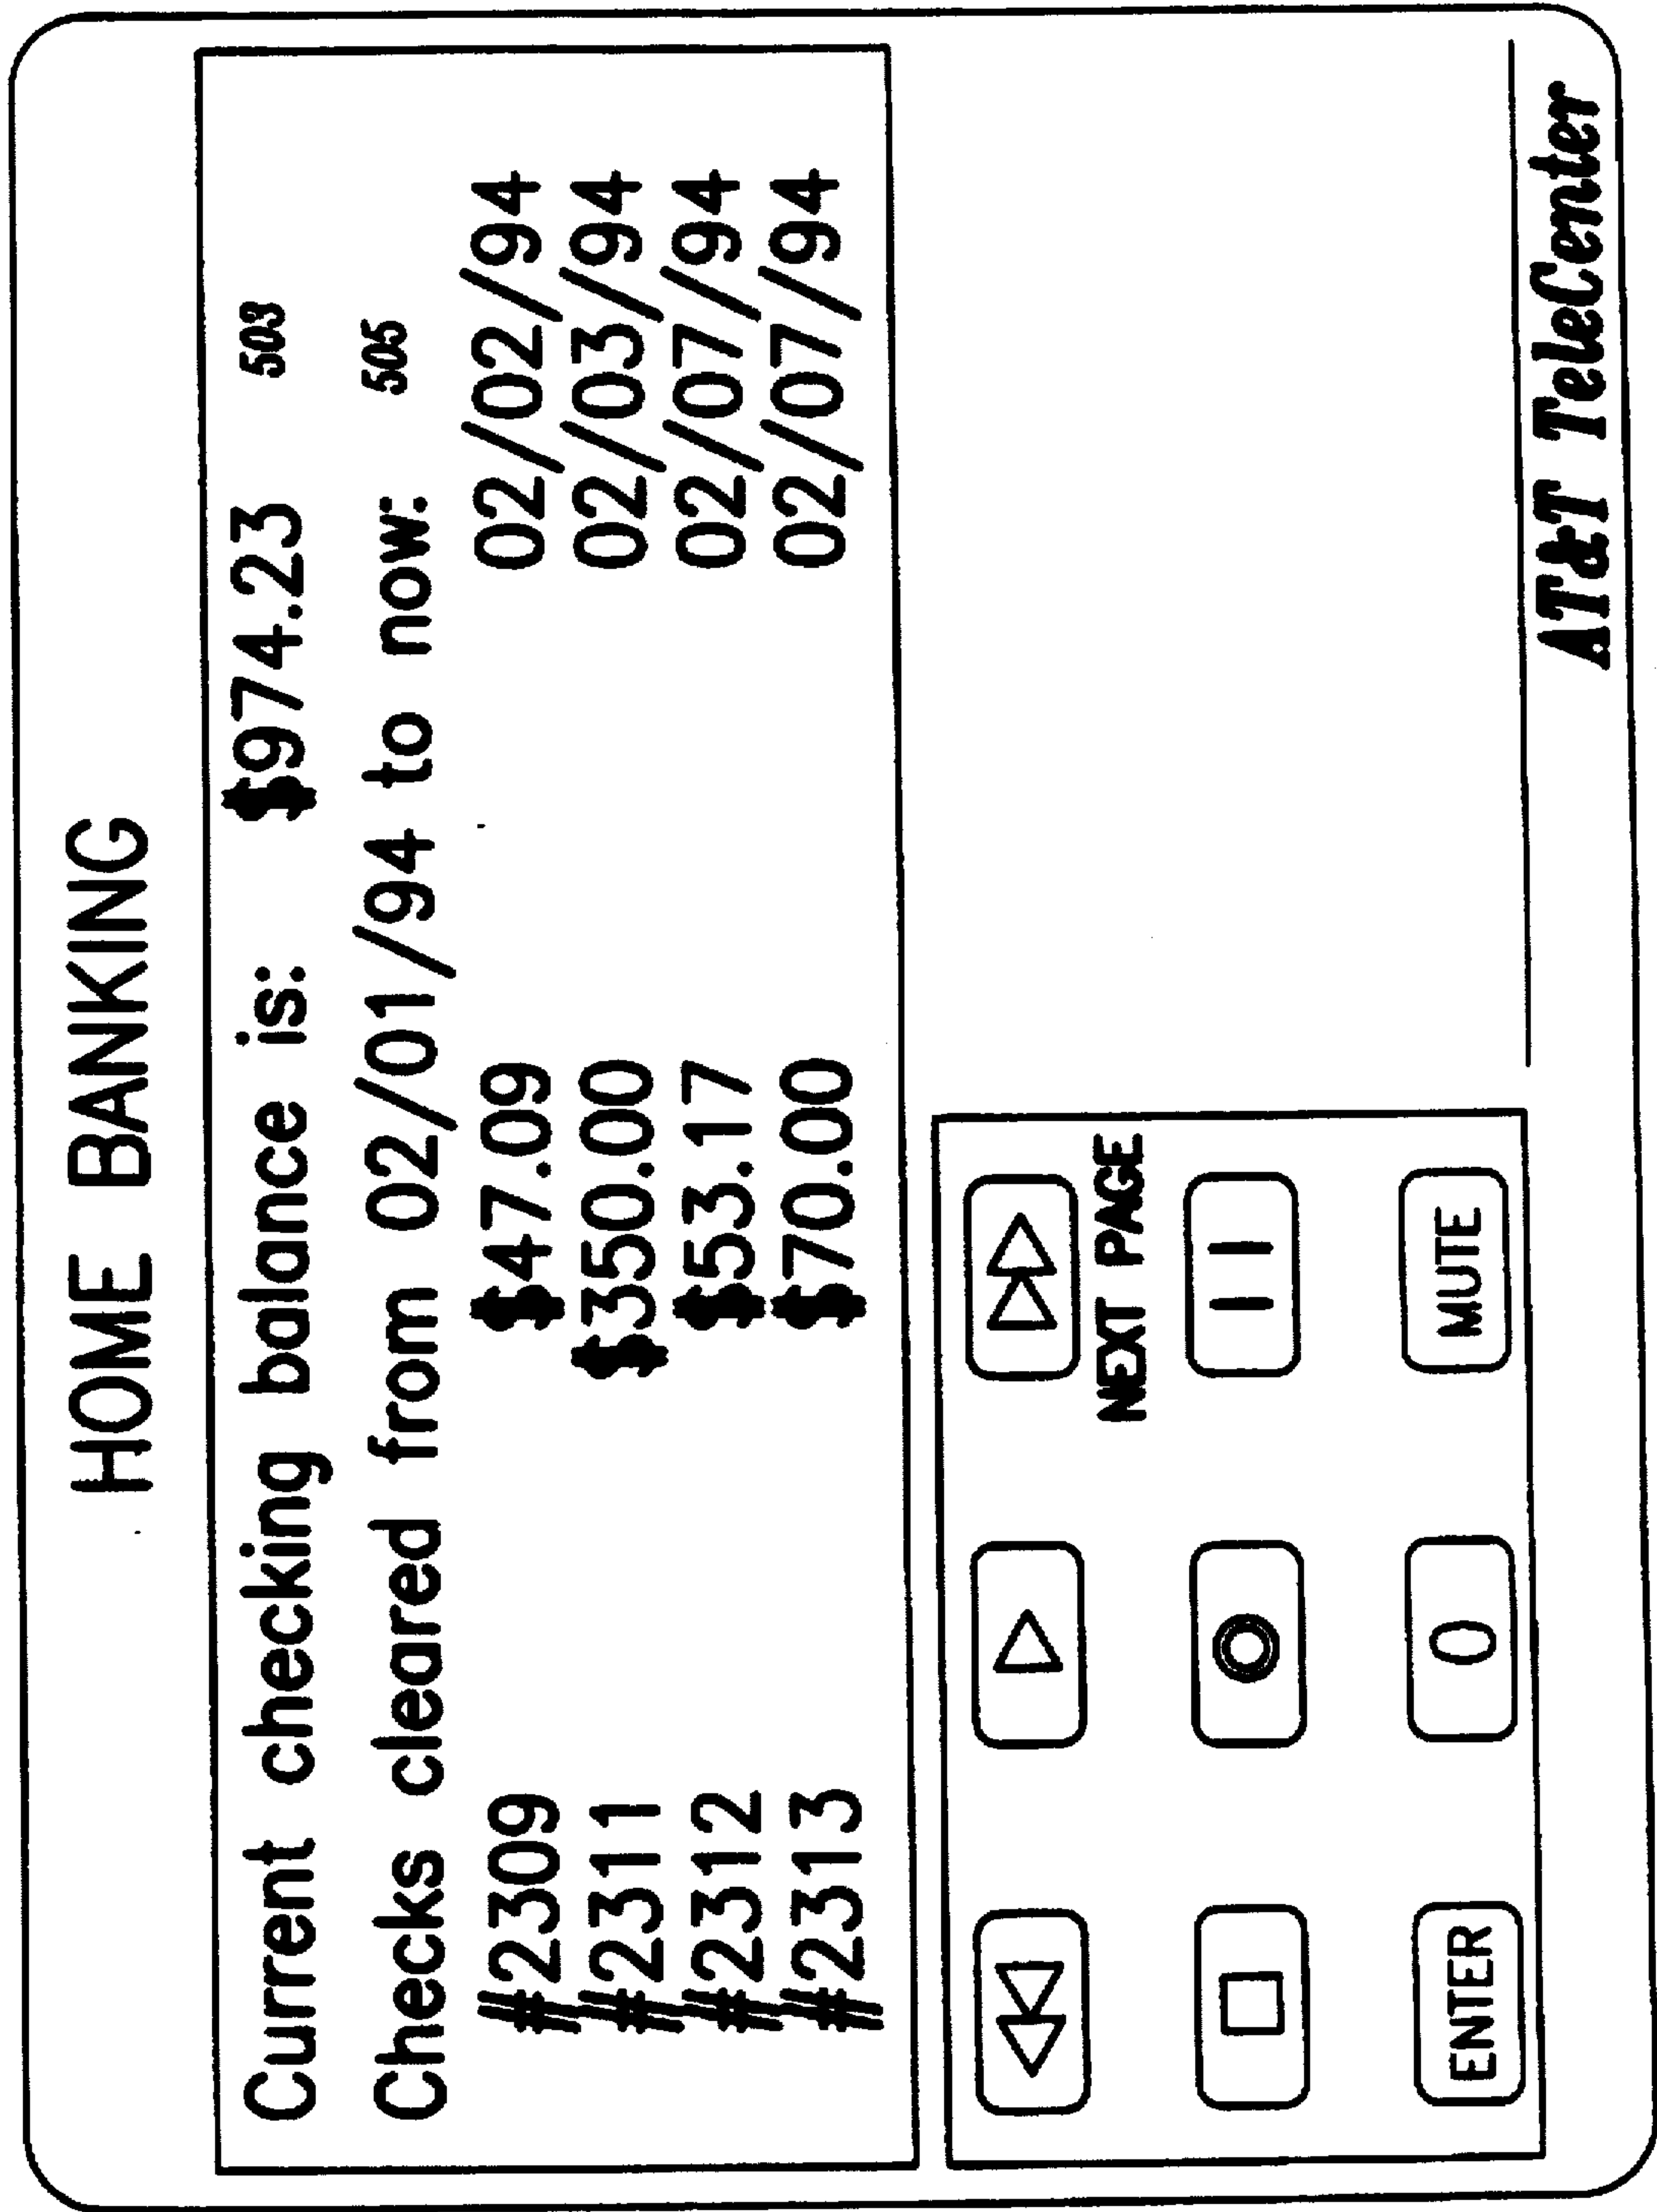 HOME BANKING
Current checking balance is: $974.23 503
Checks cleared from 02/01/94 to now: 505
#2309 $47.09 02/02/94
#2311 $350.00 02/03/94
#2312 $53.17 02/07/94
#2313 $70.00 02/07/94
NEXT PAGE
ENTER 0 MUTE
AT&T TeleCenter